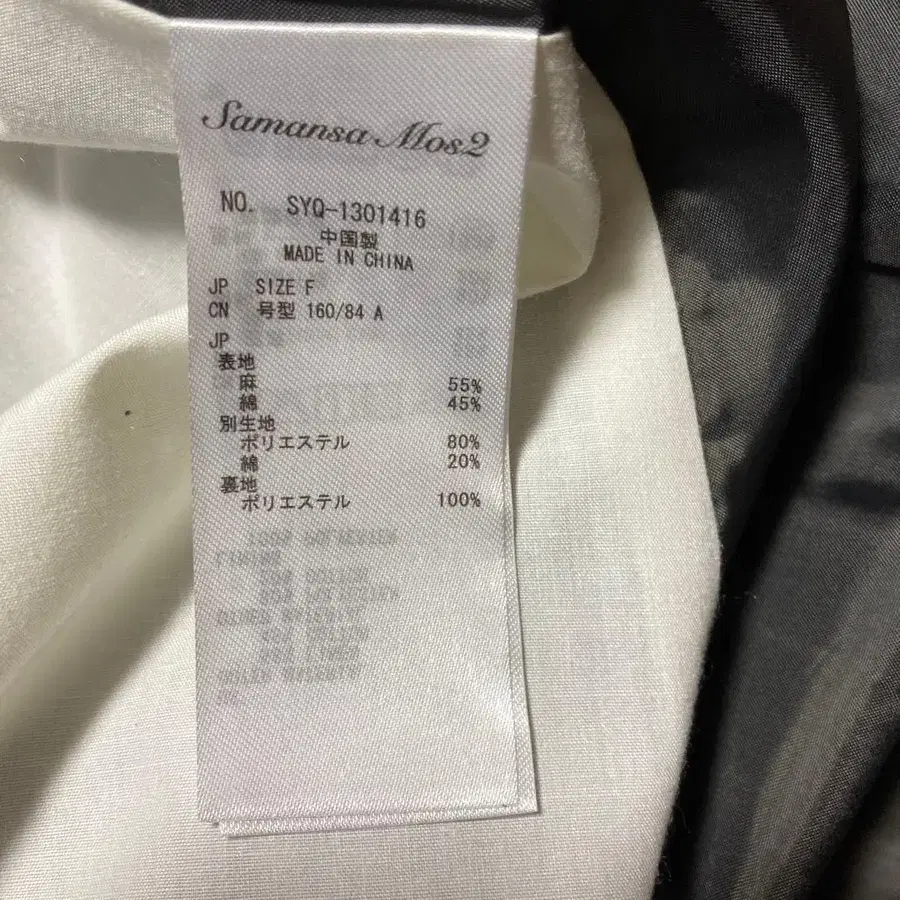 Samansa Mos2
NO. SYQ-1301416
中国製
MADE IN CHINA
JP SIZE F
CN 号型 160/84 A
JP
表地
麻 55%
綿 45%
別生地
ポリエステル 80%
綿 20%
裏地
ポリエステル 100%